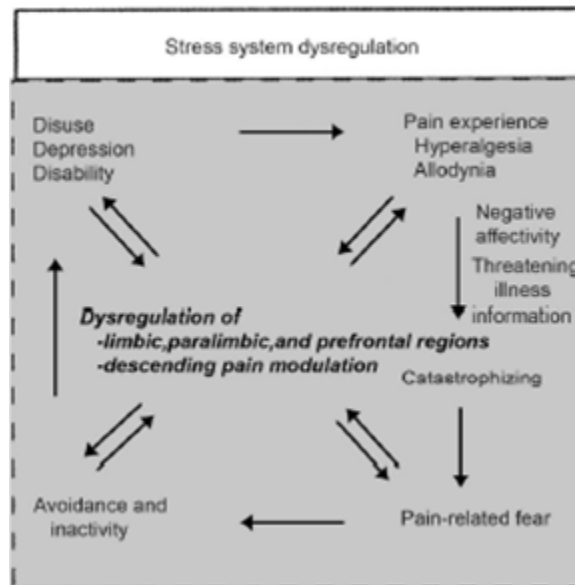 Stress system dysregulation
Disuse
Depression
Disability
Pain experience
Hyperalgesia
Allodynia
Negative
affectivity
Threatening
illness
information
Dysregulation of
-limbic,paralimbic,and prefrontal regions
-descending pain modulation
Catastrophizing
Avoidance and
inactivity
Pain-related fear